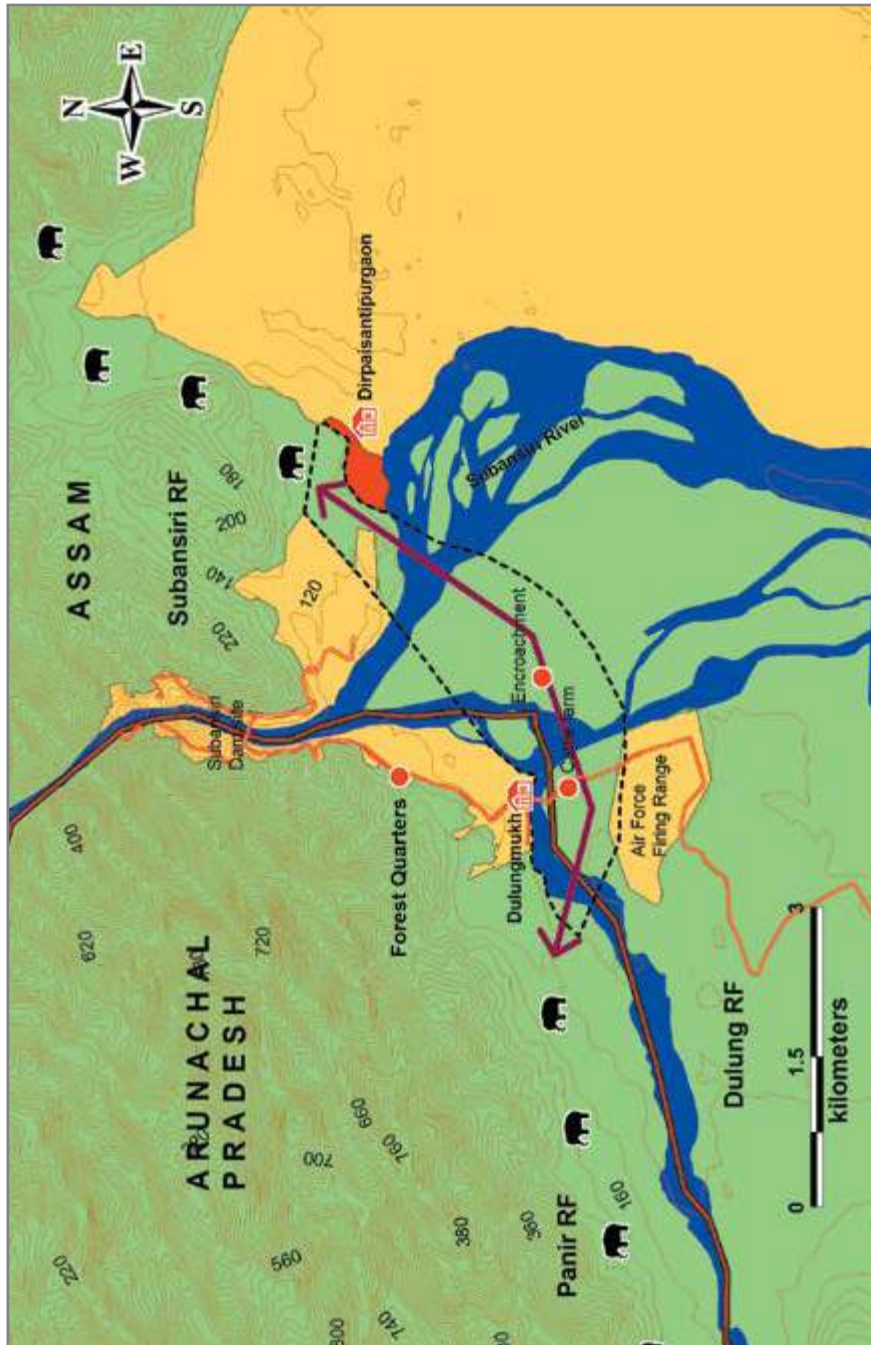 N
W
E
S
220
400
ASSAM
620
Subansiri RF
140
180
ARUNACHAL
PRADESH
220
200
Subansiri
720
560
120
700
660
Dirpaisantipurgaon
760
740
Forest Quarters
380
Dulungmukh
Encroachment
Subansiri River
360
Panir RF
160
Air Force
Firing Range
Dulung RF
0
1.5
3
kilometers